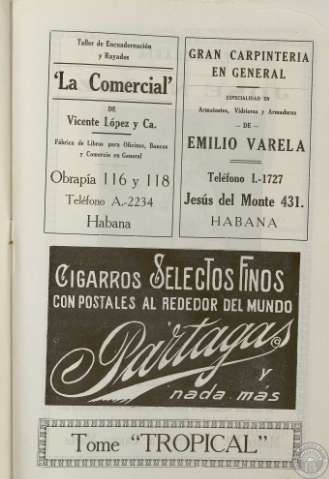 Taller de Encuadernación
y Rayados
'La Comercial'
DE
Vicente López y Ca.
Fábrica de Libros para Oficinas, Bancos
y Comercio en General
Obrapía 116 y 118
Teléfono A.-2234
Habana
GRAN CARPINTERIA
EN GENERAL
ESPECIALIDAD EN
Armatostes, Vidrieras y Armaduras
- DE -
EMILIO VARELA
Teléfono I.-1727
Jesús del Monte 431.
HABANA
CIGARROS SELECTOS FINOS
CON POSTALES AL REDEDOR DEL MUNDO
Partagas
Y
nada más
Tome "TROPICAL"